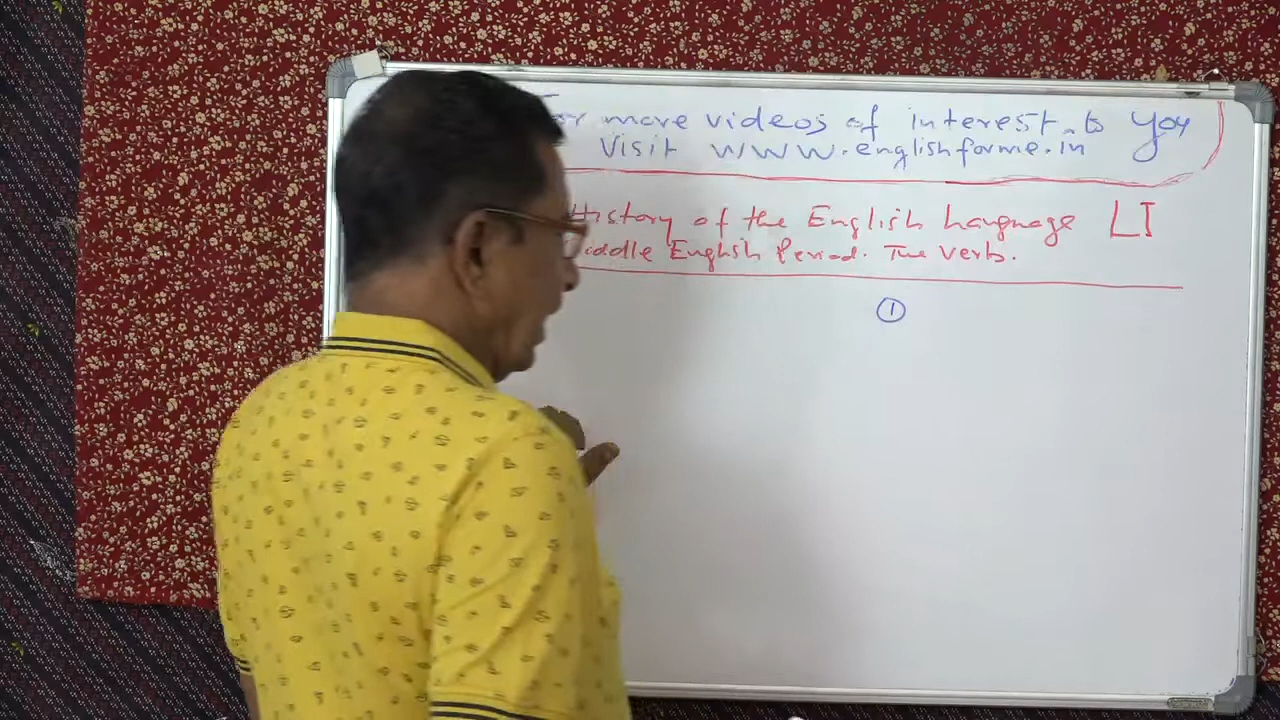 For more videos of interest to you
Visit www.englishforme.in
History of the English Language LI
Middle English Period. The Verb.
1